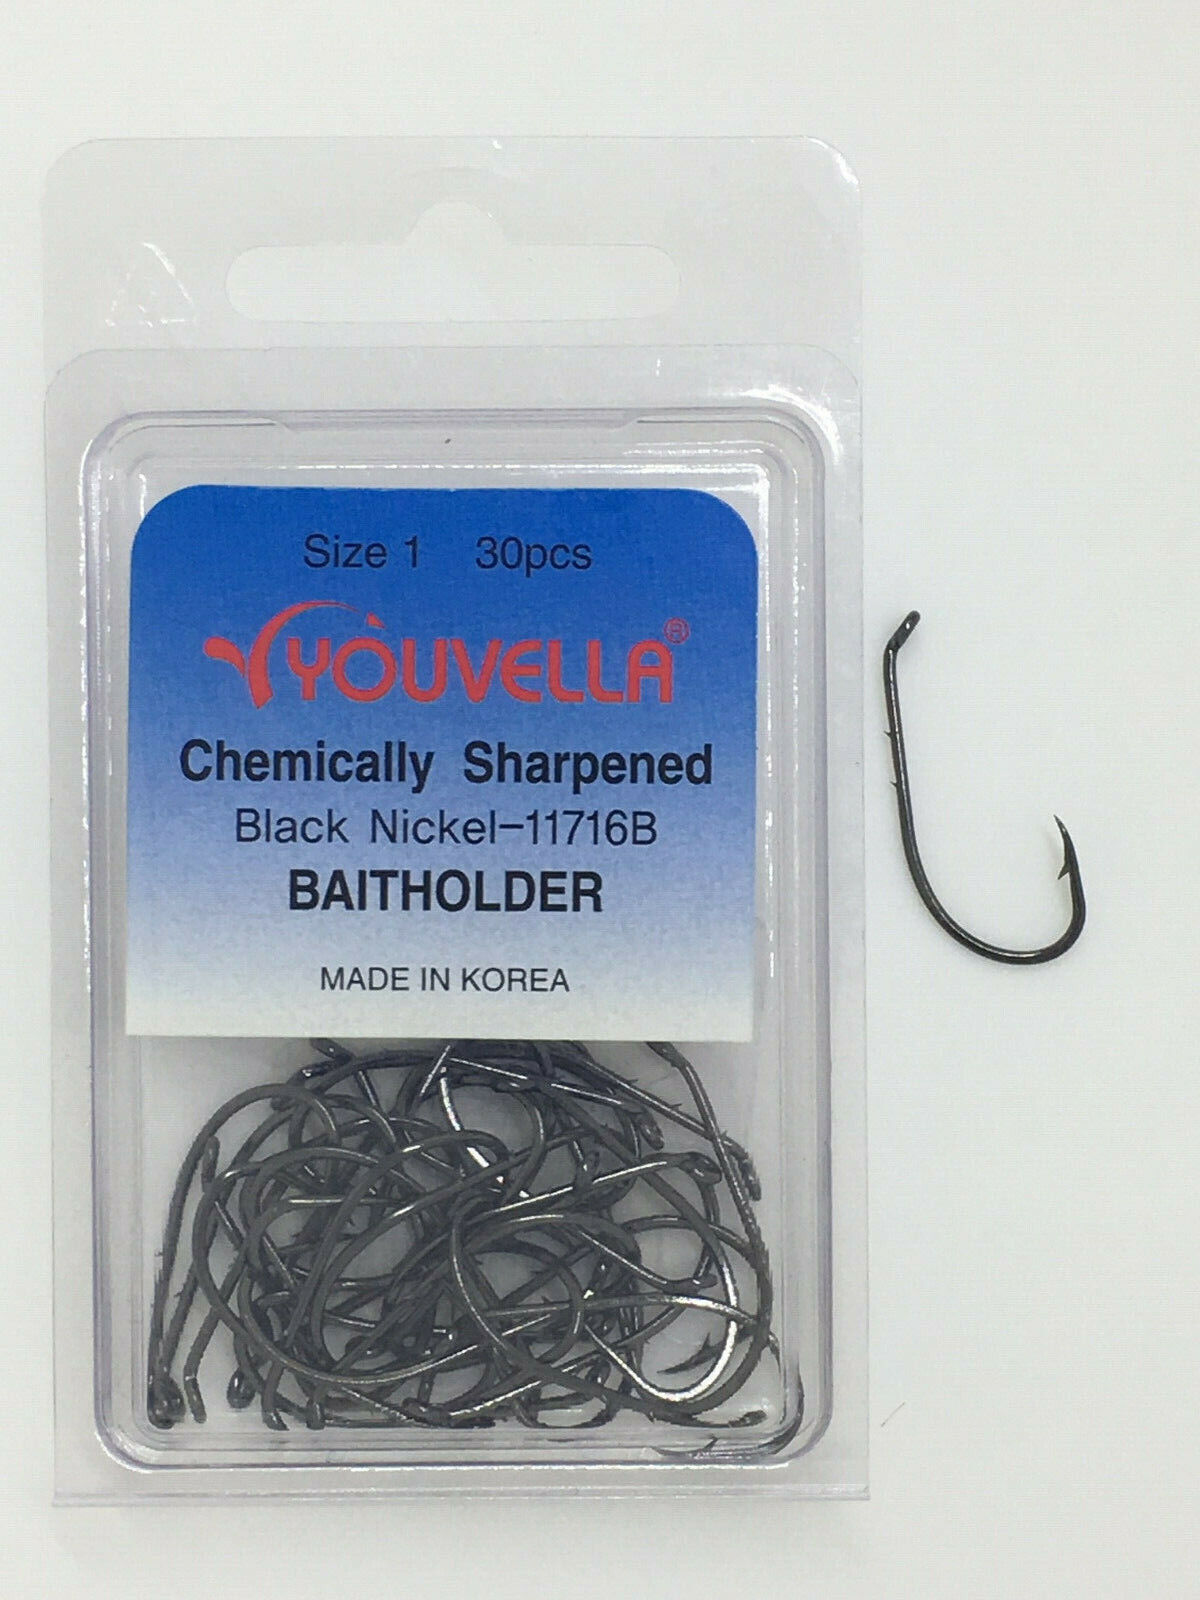 Size 1 30pcs
YOUVELLA®
Chemically Sharpened
Black Nickel-11716B
BAITHOLDER
MADE IN KOREA